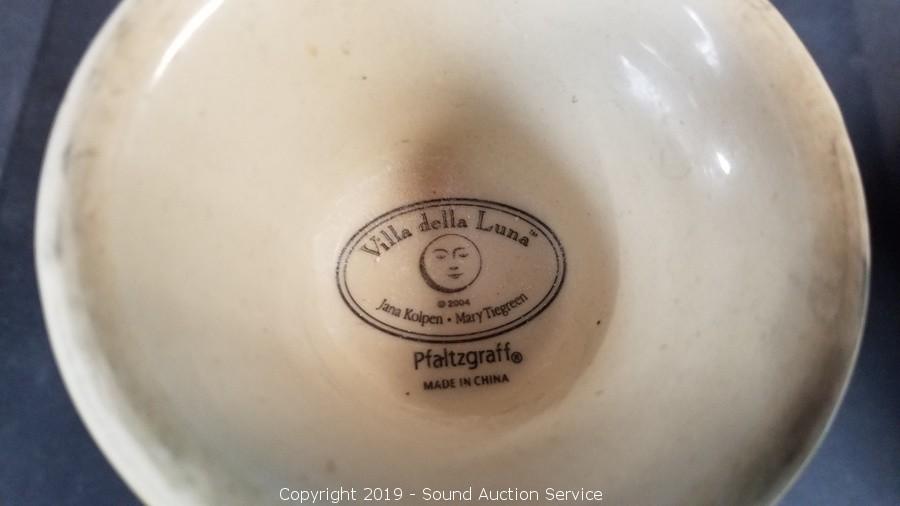 Villa della Luna™
© 2004
Jana Kolpen • Mary Tiegreen
Pfaltzgraff®
MADE IN CHINA
Copyright 2019 - Sound Auction Service